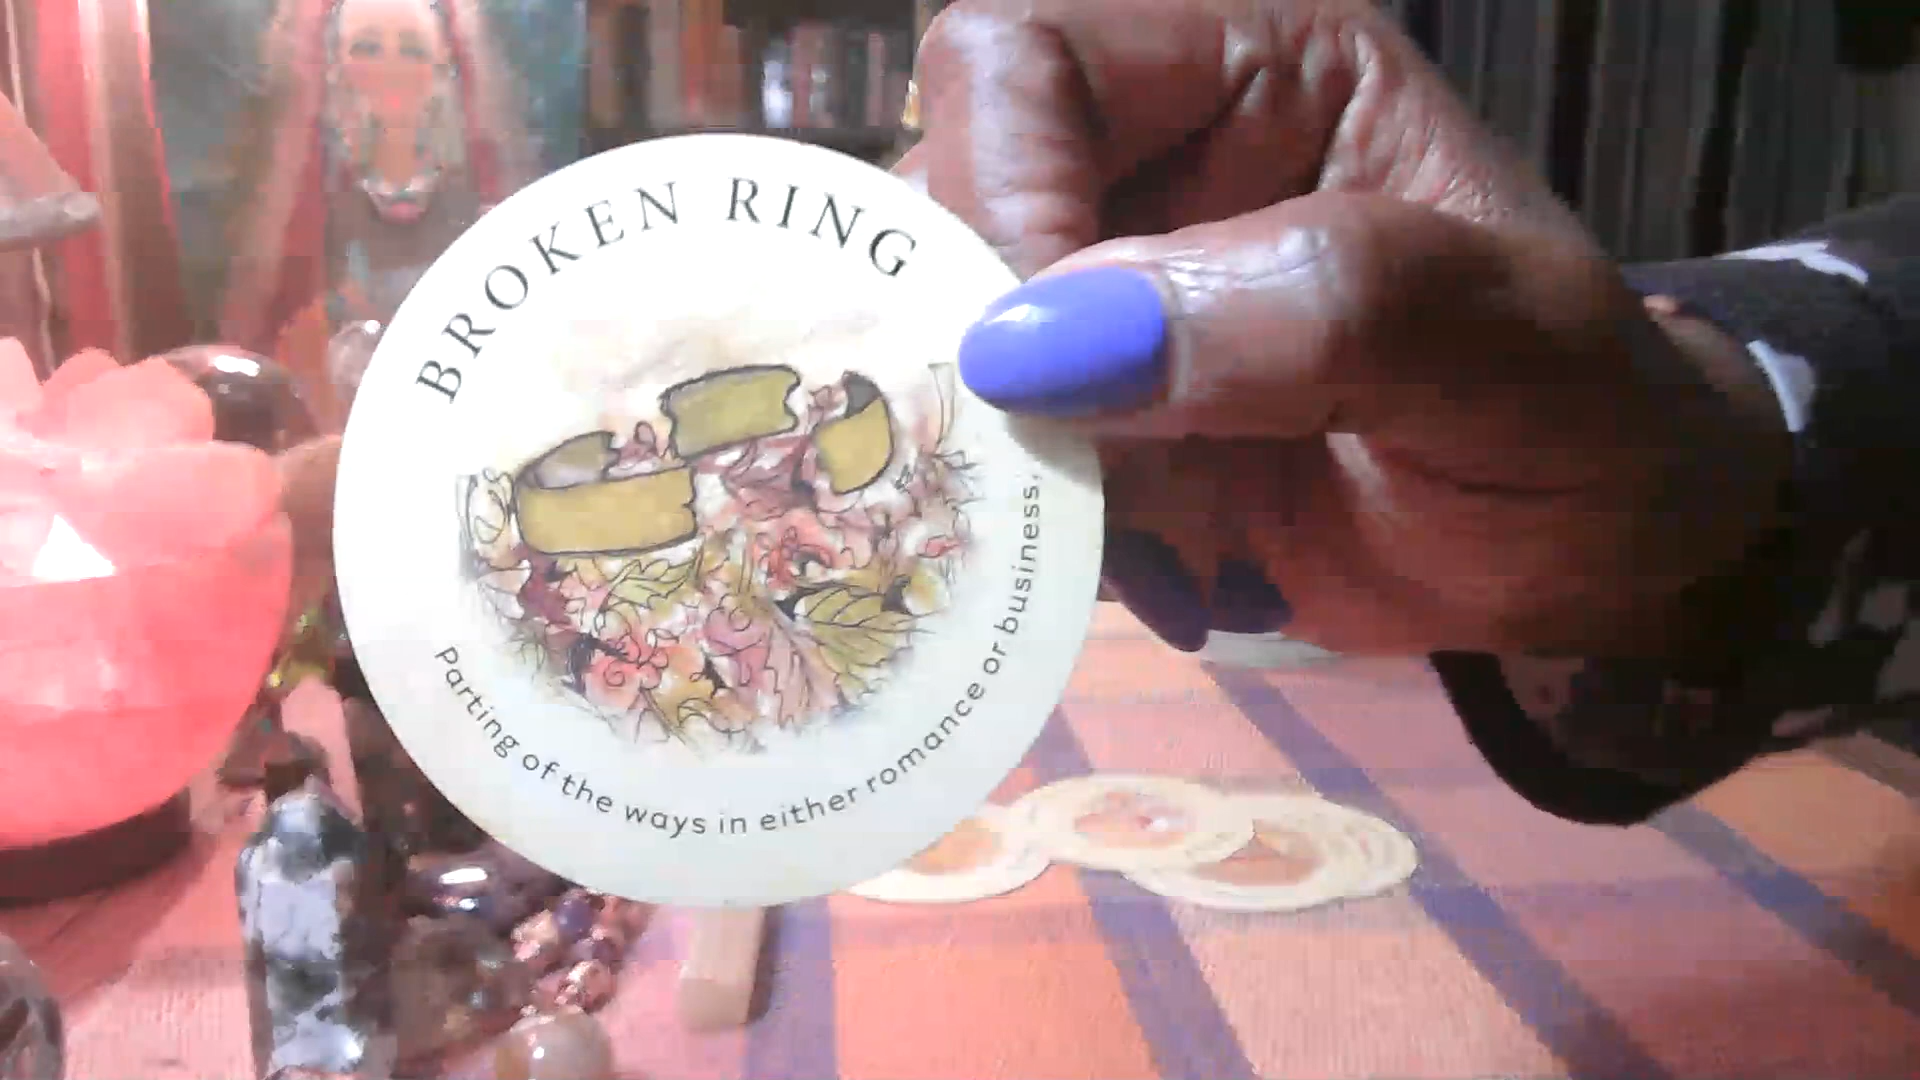 BROKEN RING
Parting of the ways in either romance or business.